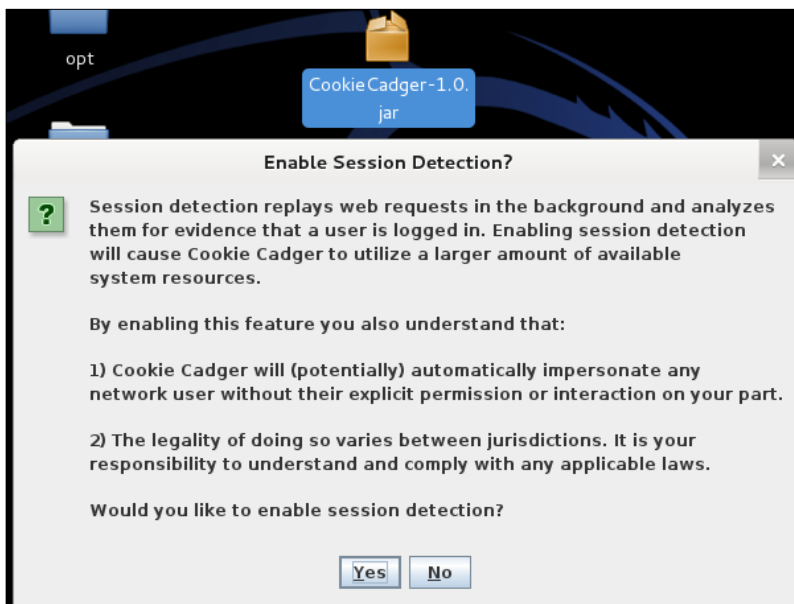 opt
CookieCadger-1.0.
jar
Enable Session Detection?
Session detection replays web requests in the background and analyzes
them for evidence that a user is logged in. Enabling session detection
will cause Cookie Cadger to utilize a larger amount of available
system resources.
By enabling this feature you also understand that:
1) Cookie Cadger will (potentially) automatically impersonate any
network user without their explicit permission or interaction on your part.
2) The legality of doing so varies between jurisdictions. It is your
responsibility to understand and comply with any applicable laws.
Would you like to enable session detection?
Yes No